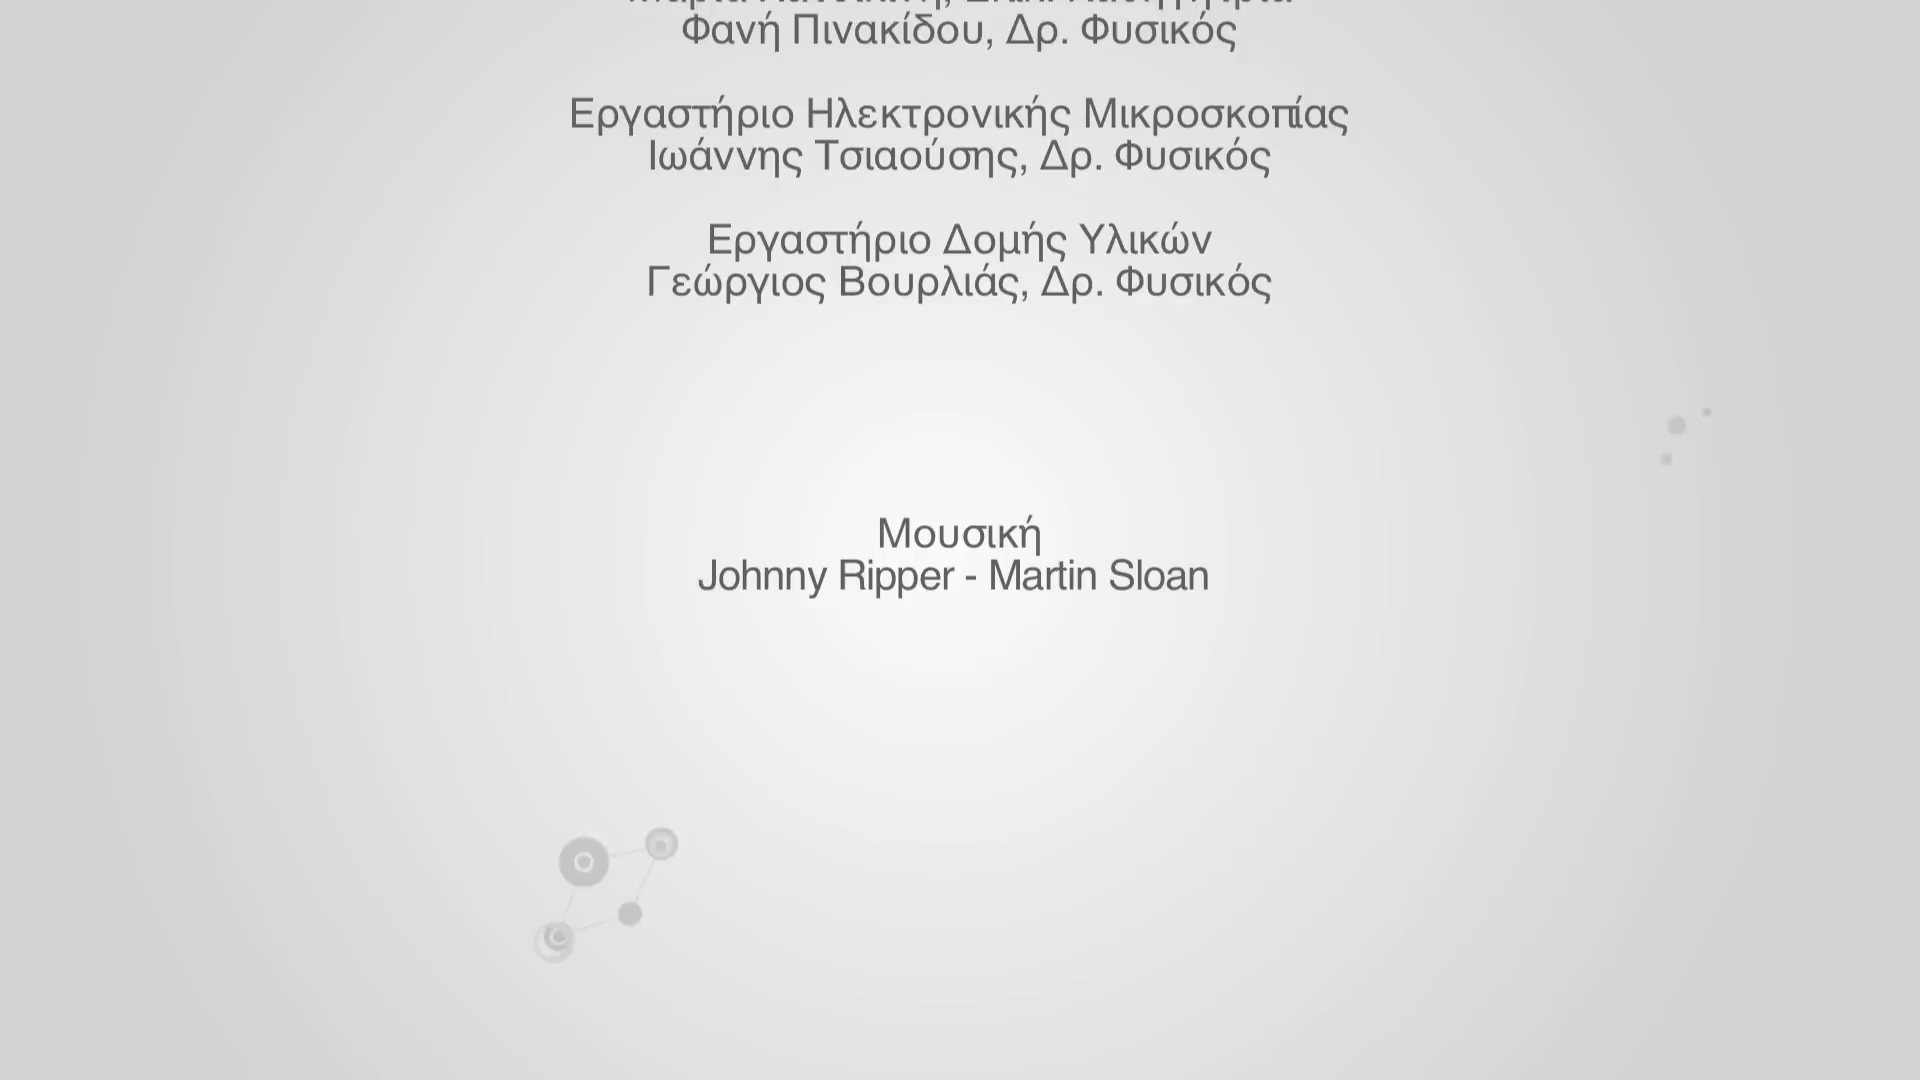 Φανή Πινακίδου, Δρ. Φυσικός
Εργαστήριο Ηλεκτρονικής Μικροσκοπίας
Ιωάννης Τσιαούσης, Δρ. Φυσικός
Εργαστήριο Δομής Υλικών
Γεώργιος Βουρλιάς, Δρ. Φυσικός
Μουσική
Johnny Ripper - Martin Sloan